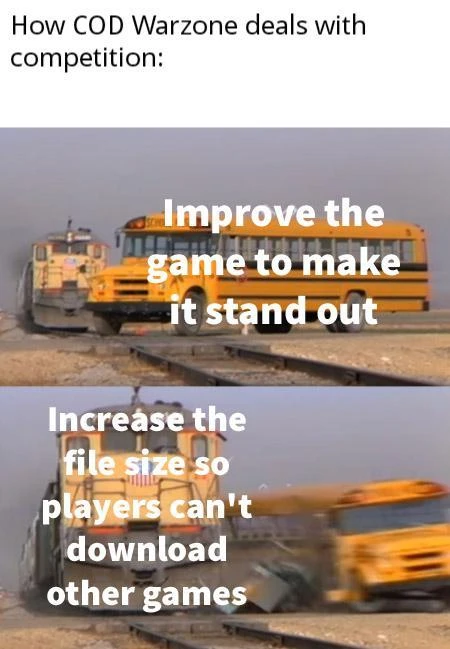 How COD Warzone deals with
competition:
Improve the
game to make
it stand out
Increase the
file size so
players can't
download
other games